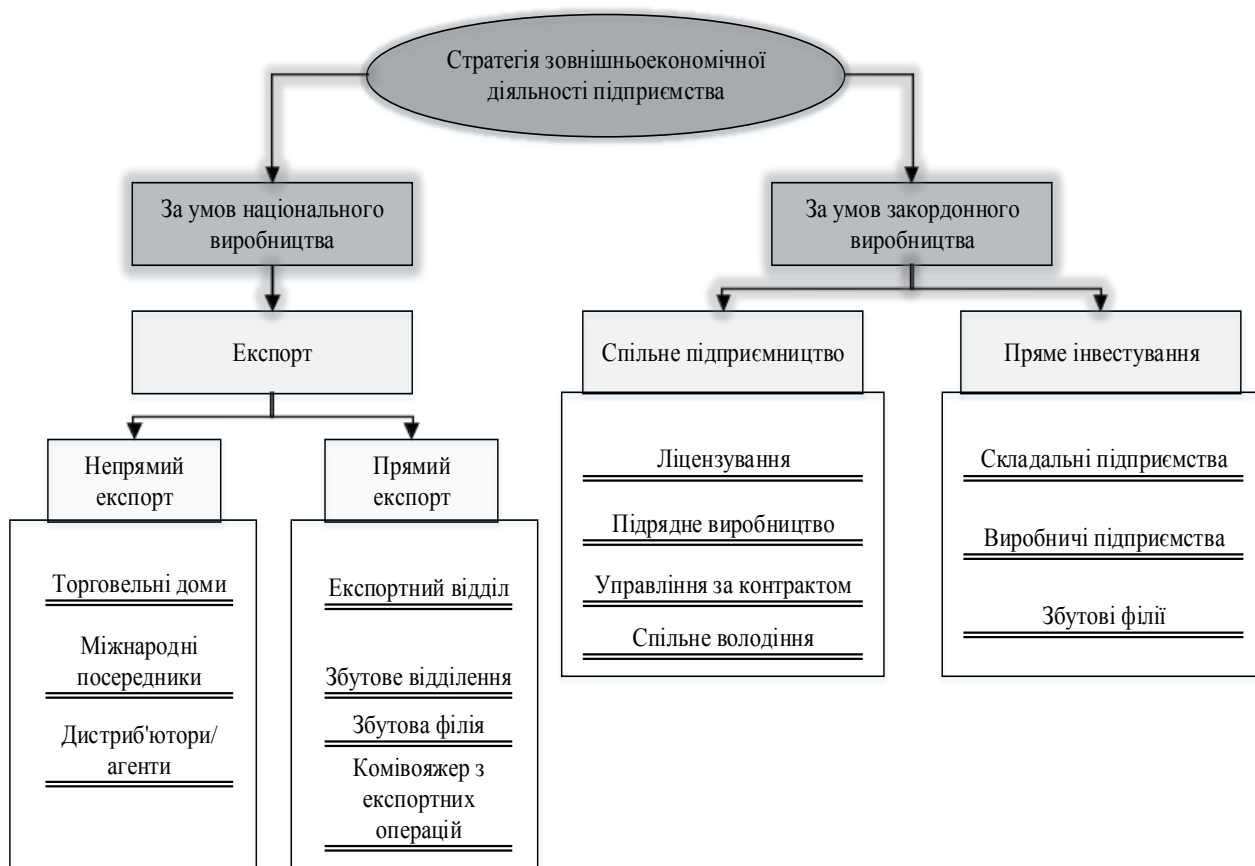 Стратегія зовнішньоекономічної
діяльності підприємства
За умов національного
виробництва
За умов закордонного
виробництва
Експорт
Спільне підприємництво
Пряме інвестування
Непрямий
експорт
Прямий
експорт
Торговельні доми
Міжнародні
посередники
Дистриб'ютори/
агенти
Експортний відділ
Збутове відділення
Збутова філія
Комівояжер з
експортних
операцій
Ліцензування
Підрядне виробництво
Управління за контрактом
Спільне володіння
Складальні підприємства
Виробничі підприємства
Збутові філії